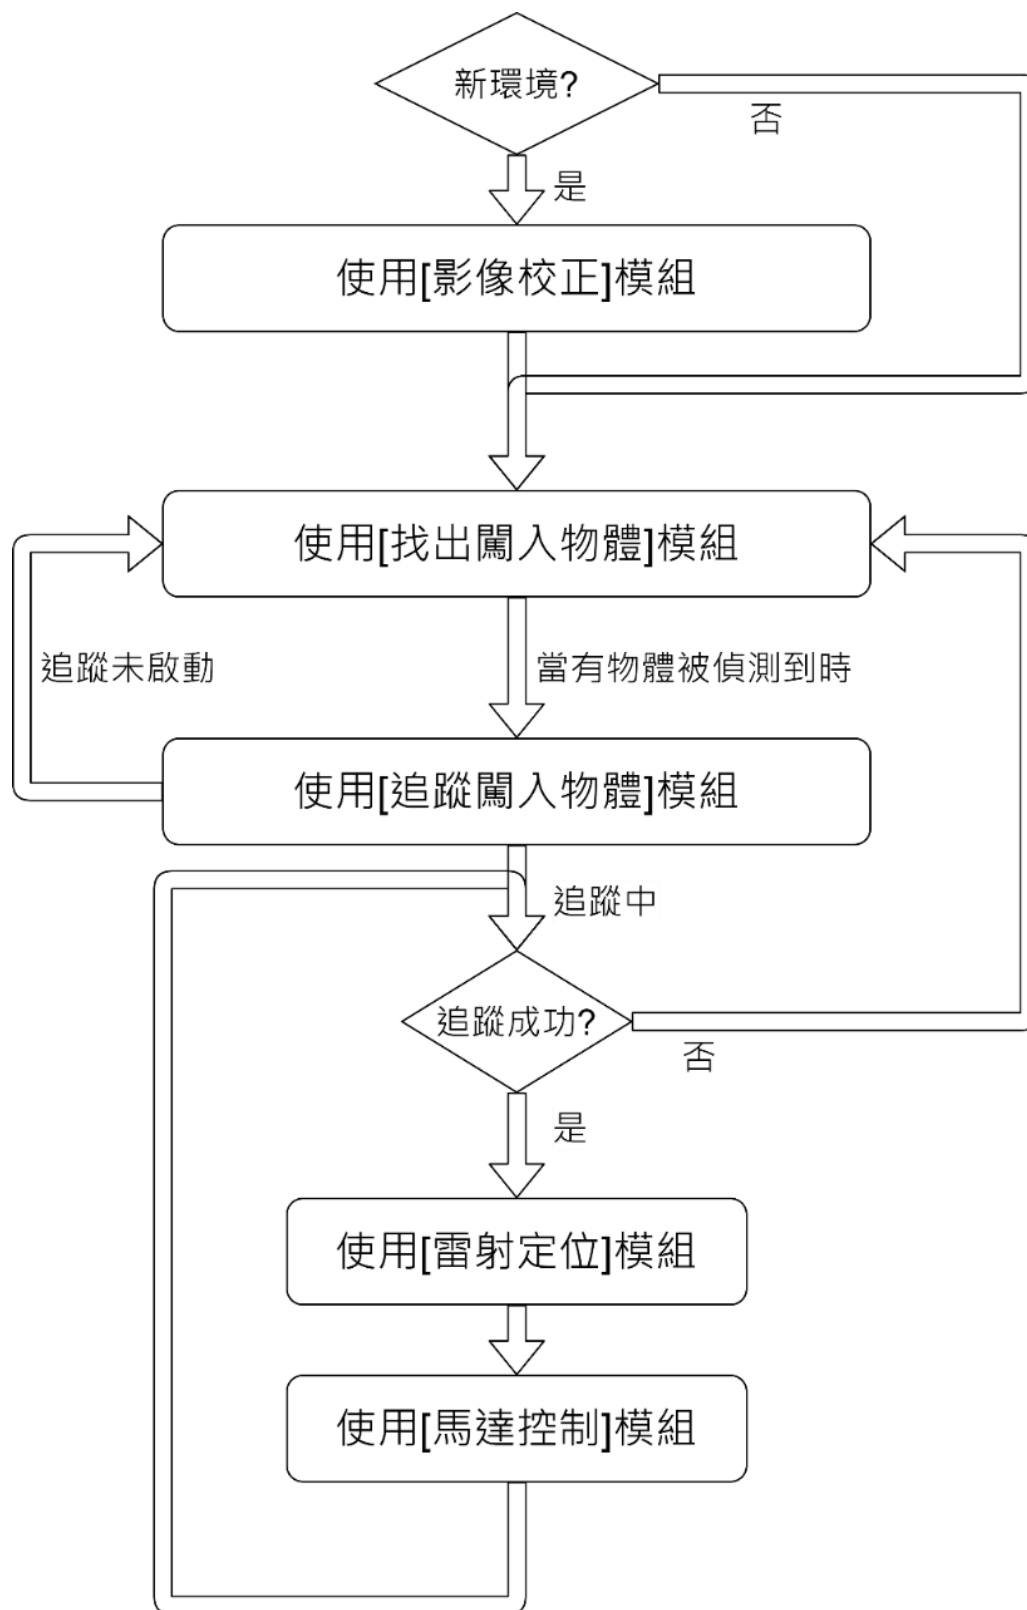 新環境?
否
是
使用[影像校正]模組
使用[找出闖入物體]模組
追蹤未啟動
當有物體被偵測到時
使用[追蹤闖入物體]模組
追蹤中
追蹤成功?
否
是
使用[雷射定位]模組
使用[馬達控制]模組